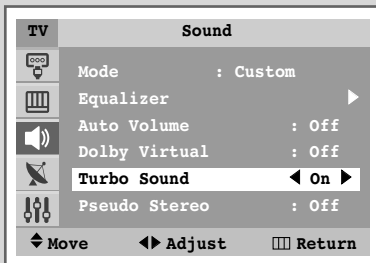 TV Sound
Mode : Custom
Equalizer
Auto Volume : Off
Dolby Virtual : Off
Turbo Sound ◀ On ▶
Pseudo Stereo : Off
Move Adjust Return